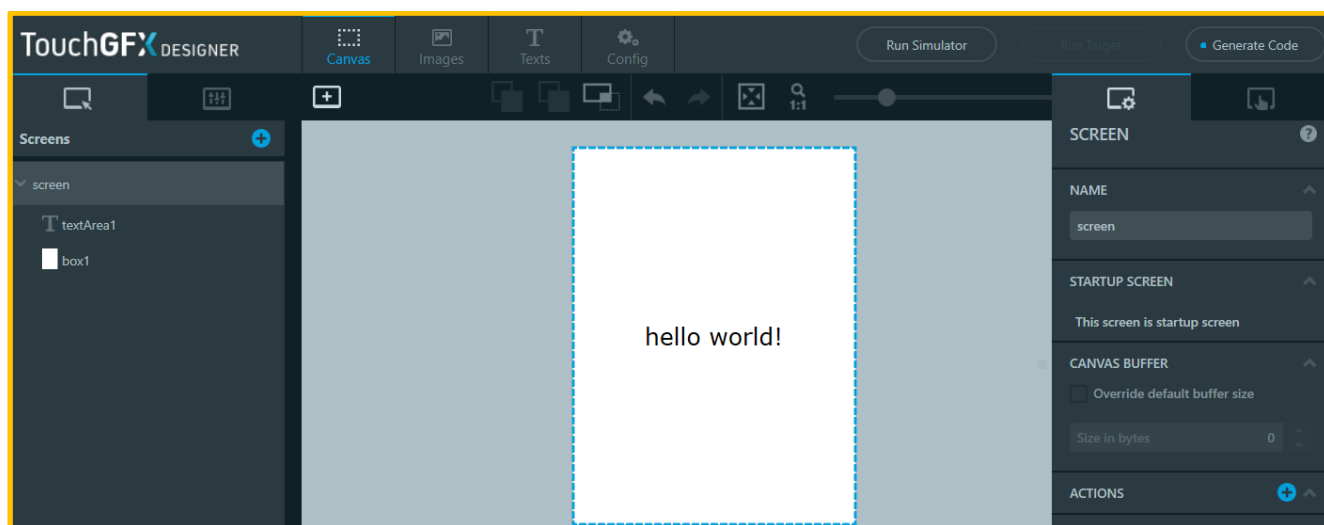 TouchGFX DESIGNER
Canvas
Images
Texts
Config
Run Simulator
Run Target
Generate Code
1:1
Screens
screen
T textArea1
box1
hello world!
SCREEN
?
NAME
screen
STARTUP SCREEN
This screen is startup screen
CANVAS BUFFER
Override default buffer size
Size in bytes 0
ACTIONS